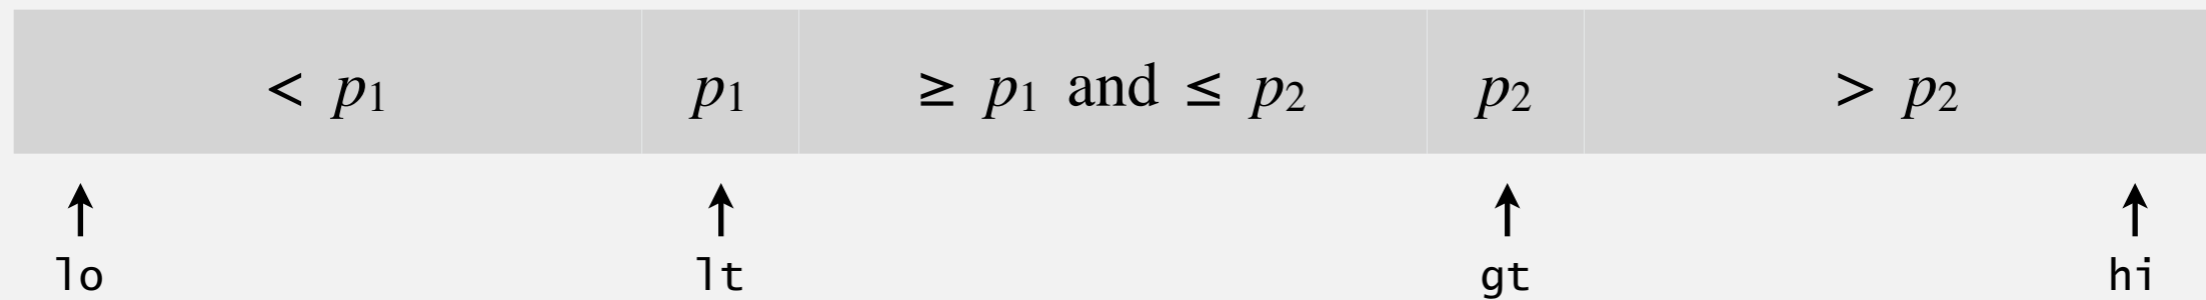 < p₁ p₁ ≥ p₁ and ≤ p₂ p₂ > p₂
lo lt gt hi